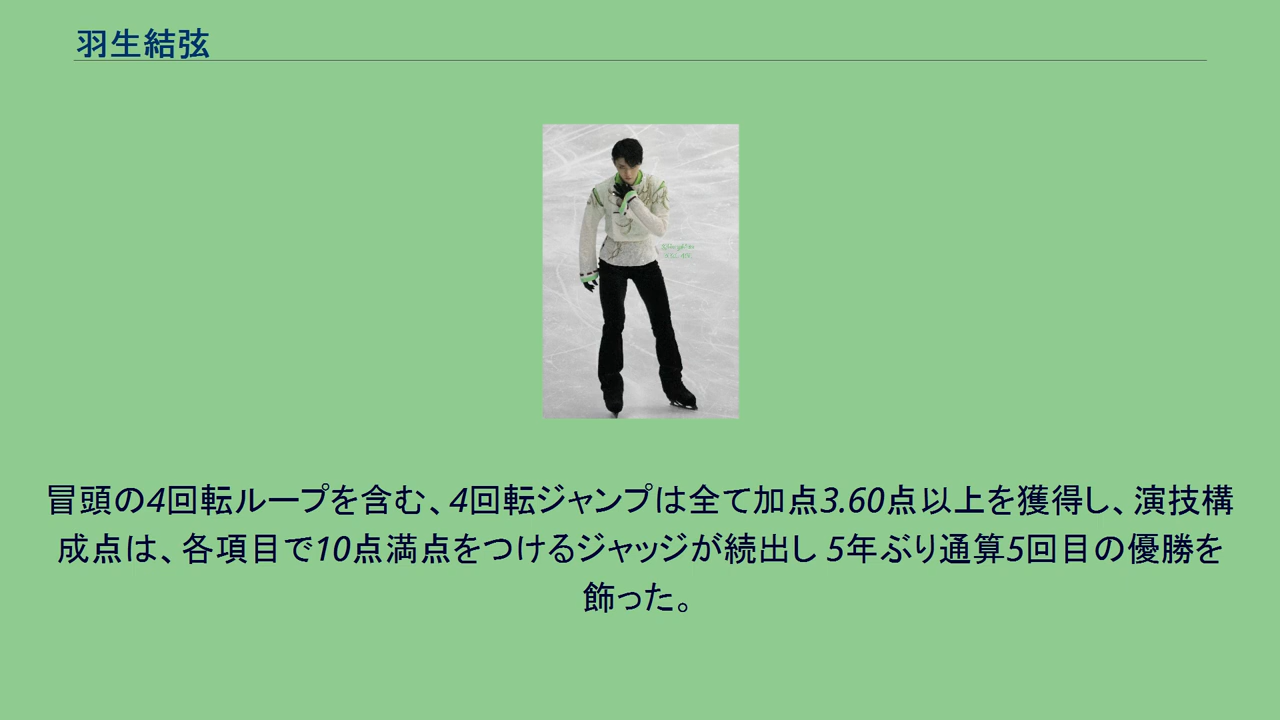 羽生結弦
冒頭の4回転ループを含む、4回転ジャンプは全て加点3.60点以上を獲得し、演技構
成点は、各項目で10点満点をつけるジャッジが続出し 5年ぶり通算5回目の優勝を
飾った。